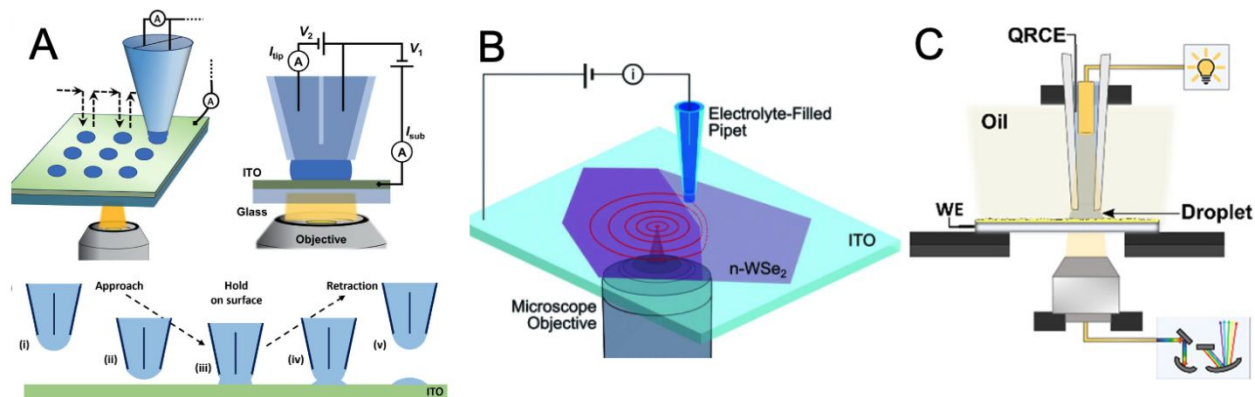 A
A
A
V₂
V₁
Iₜᵢₚ
A
Iₛᵤb
A
ITO
Glass
Objective
Approach
Hold
on surface
Retraction
(i)
(ii)
(iii)
(iv)
(v)
ITO
B
i
Electrolyte-Filled
Pipet
ITO
n-WSe₂
Microscope
Objective
C
QRCE
Oil
WE
Droplet